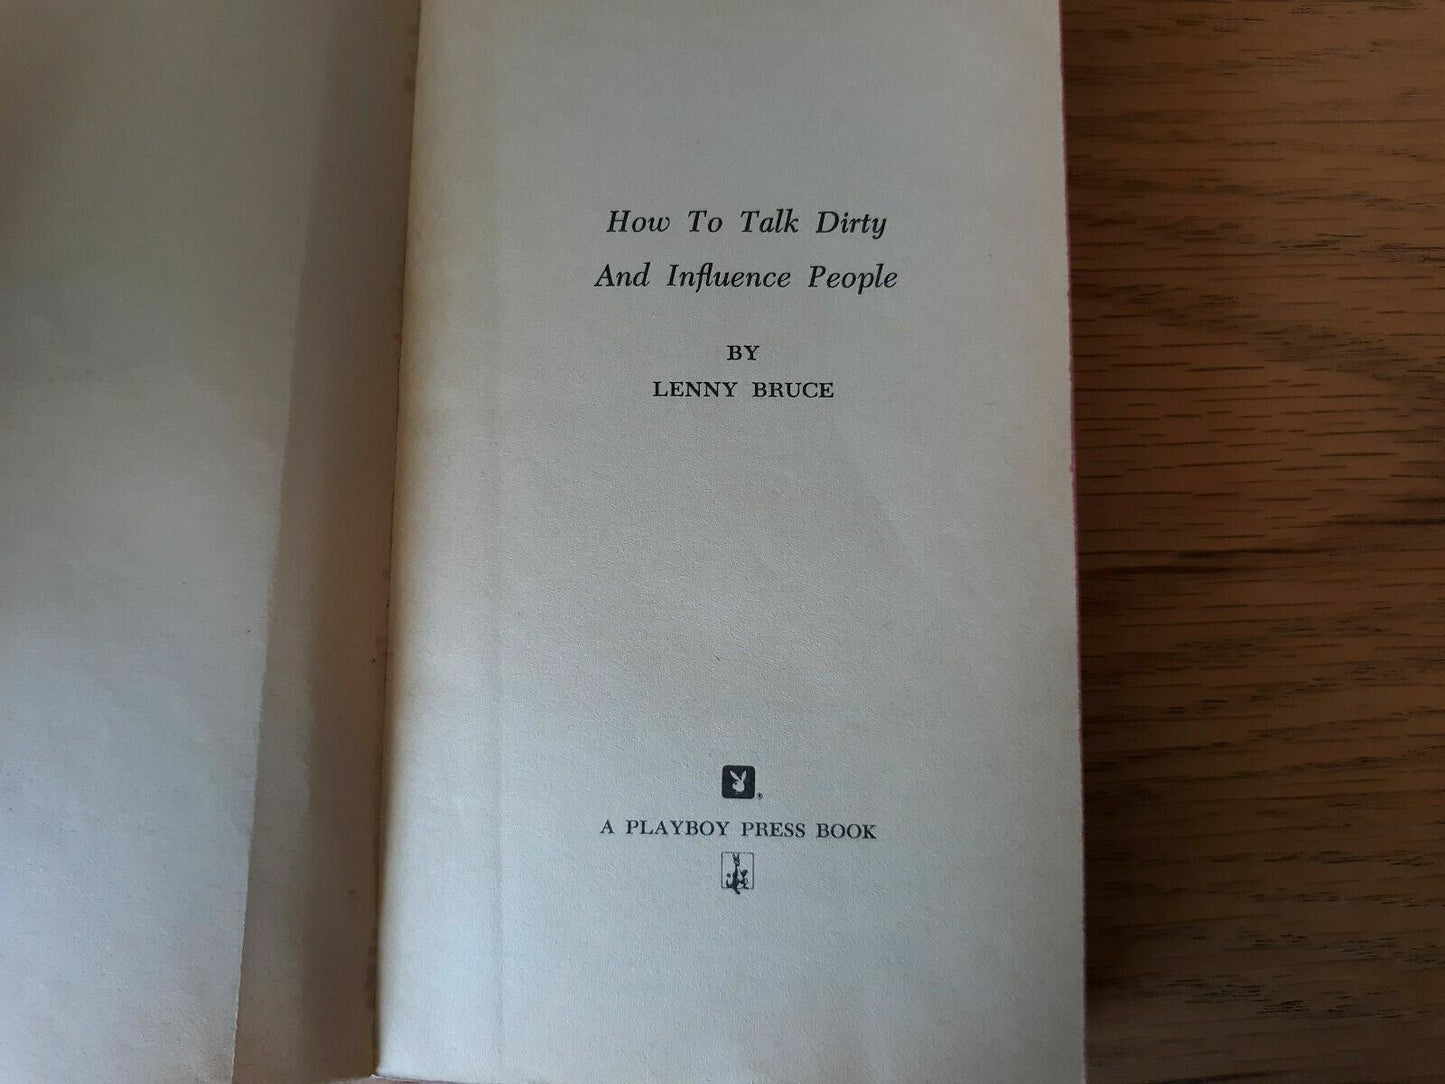 How To Talk Dirty
And Influence People
BY
LENNY BRUCE
®
A PLAYBOY PRESS BOOK